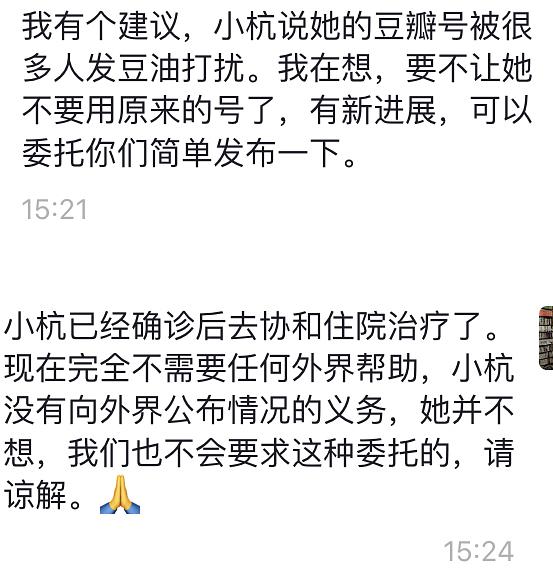 我有个建议，小杭说她的豆瓣号被很
多人发豆油打扰。我在想，要不让她
不要用原来的号了，有新进展，可以
委托你们简单发布一下。
15:21
小杭已经确诊后去协和住院治疗了。
现在完全不需要任何外界帮助，小杭
没有向外界公布情况的义务，她并不
想，我们也不会要求这种委托的，请
谅解。🙏
15:24